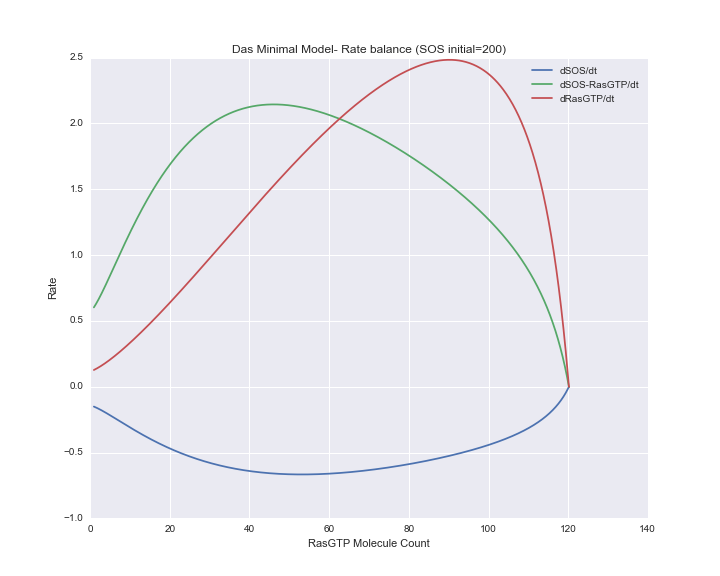 Das Minimal Model- Rate balance (SOS initial=200)
2.5
2.0
1.5
1.0
0.5
0.0
−0.5
−1.0
Rate
dSOS/dt
dSOS-RasGTP/dt
dRasGTP/dt
0 20 40 60 80 100 120 140
RasGTP Molecule Count